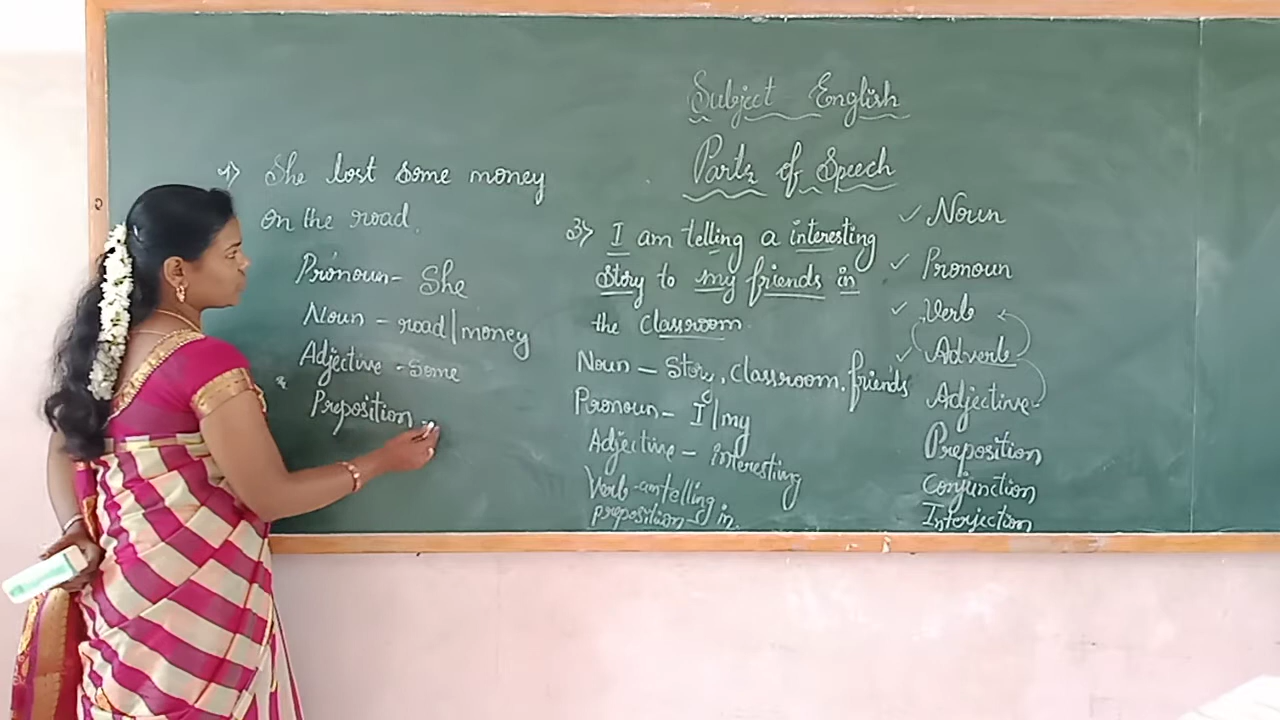 Subject English
Parts of Speech
4> She lost some money
on the road.
Pronoun - She
Noun - road/money
Adjective - Some
Preposition -
3> I am telling a interesting
story to my friends in
the Classroom.
Noun - Story, Classroom, friends
Pronoun - I/my
Adjective - interesting
Verb - am telling
preposition - in.
Noun
Pronoun
Verb
Adverb
Adjective
Preposition
Conjunction
Interjection